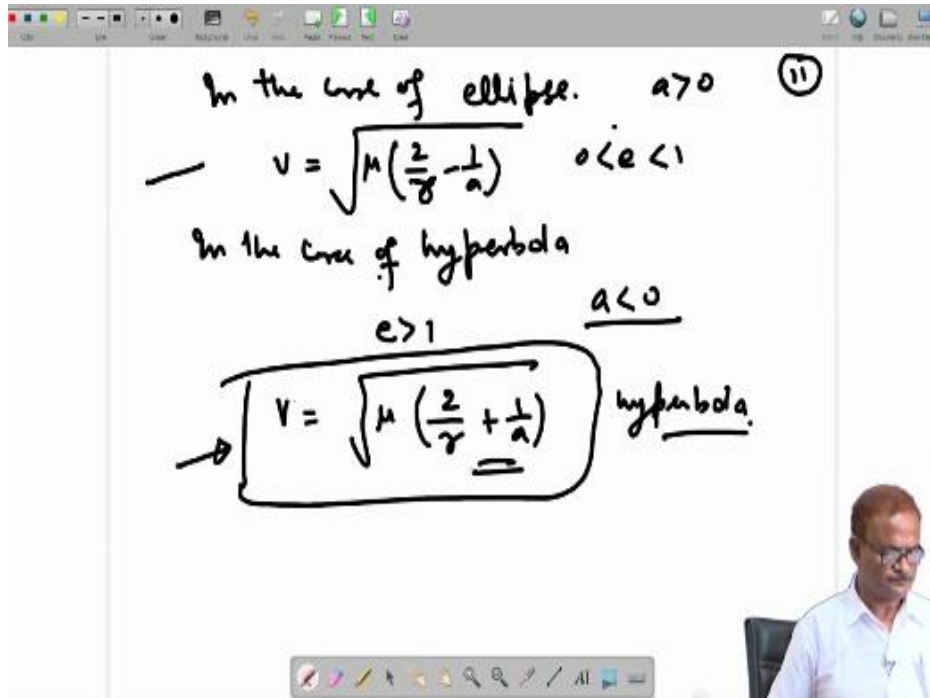 In the case of ellipse. a>0 (11)
V = √(μ(2/r - 1/a)) 0<e<1
In the case of hyperbola
a<0
e>1
V = √(μ(2/r + 1/a)) hyperbola.
AI